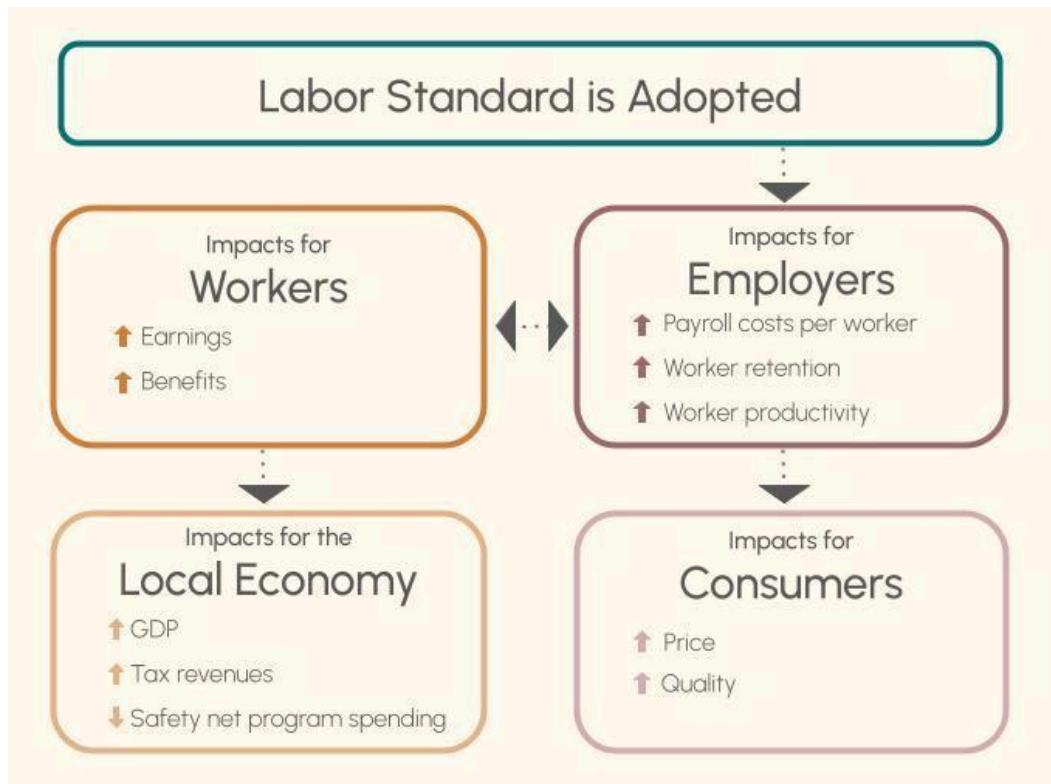 Labor Standard is Adopted
Impacts for
Workers
Earnings
Benefits
Impacts for
Employers
Payroll costs per worker
Worker retention
Worker productivity
Impacts for the
Local Economy
GDP
Tax revenues
Safety net program spending
Impacts for
Consumers
Price
Quality